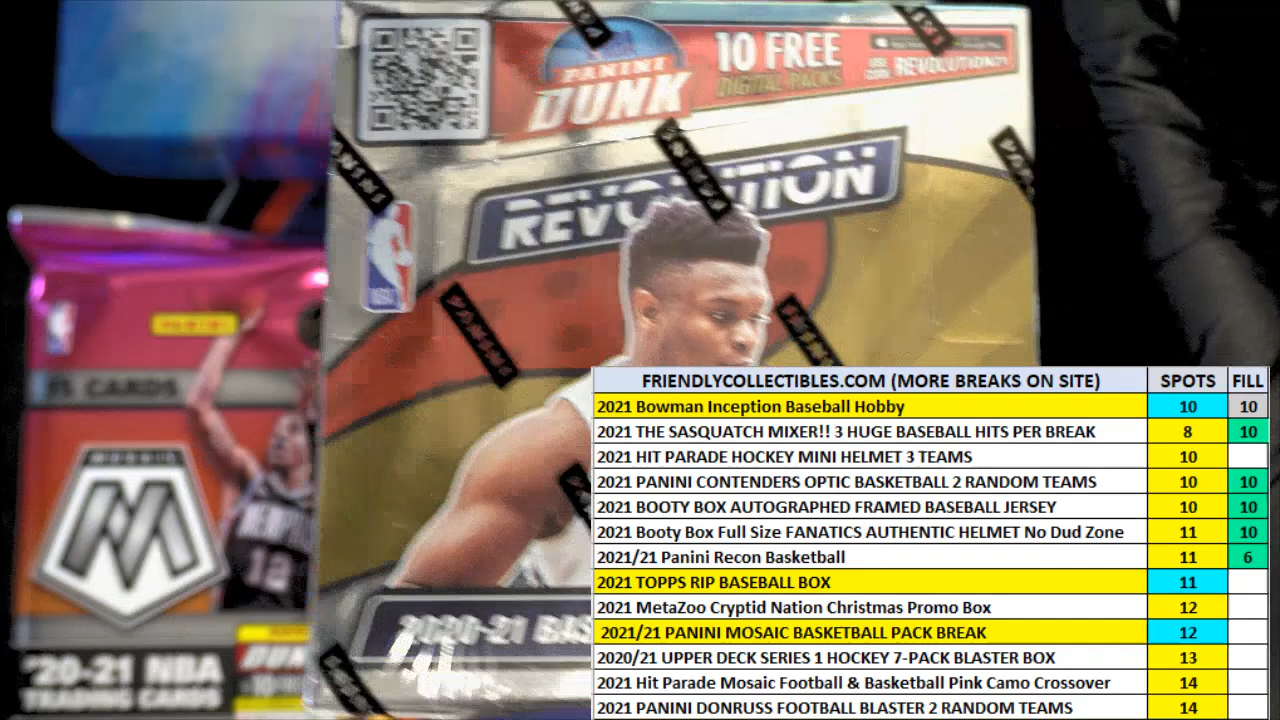 10 FREE
DIGITAL PACKS
PANINI
DUNK
REVOLUTION21
REVOLUTION
PANINI
15 CARDS
MOSAIC
MEMPHIS
12
'20-21 NBA
TRADING CARDS
2020-21 BAS
FRIENDLYCOLLECTIBLES.COM (MORE BREAKS ON SITE) SPOTS FILL
2021 Bowman Inception Baseball Hobby 10 10
2021 THE SASQUATCH MIXER!! 3 HUGE BASEBALL HITS PER BREAK 8 10
2021 HIT PARADE HOCKEY MINI HELMET 3 TEAMS 10
2021 PANINI CONTENDERS OPTIC BASKETBALL 2 RANDOM TEAMS 10 10
2021 BOOTY BOX AUTOGRAPHED FRAMED BASEBALL JERSEY 10 10
2021 Booty Box Full Size FANATICS AUTHENTIC HELMET No Dud Zone 11 10
2021/21 Panini Recon Basketball 11 6
2021 TOPPS RIP BASEBALL BOX 11
2021 MetaZoo Cryptid Nation Christmas Promo Box 12
2021/21 PANINI MOSAIC BASKETBALL PACK BREAK 12
2020/21 UPPER DECK SERIES 1 HOCKEY 7-PACK BLASTER BOX 13
2021 Hit Parade Mosaic Football & Basketball Pink Camo Crossover 14
2021 PANINI DONRUSS FOOTBALL BLASTER 2 RANDOM TEAMS 14